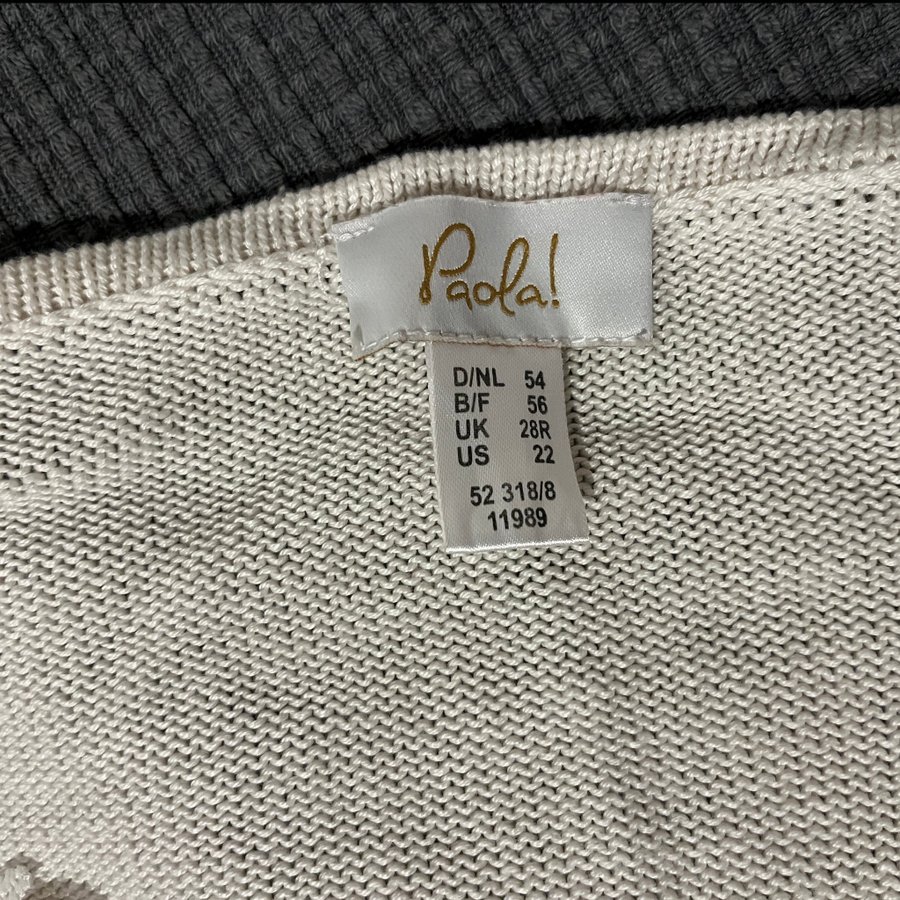 Paola!
D/NL 54
B/F 56
UK 28R
US 22
52 318/8
11989